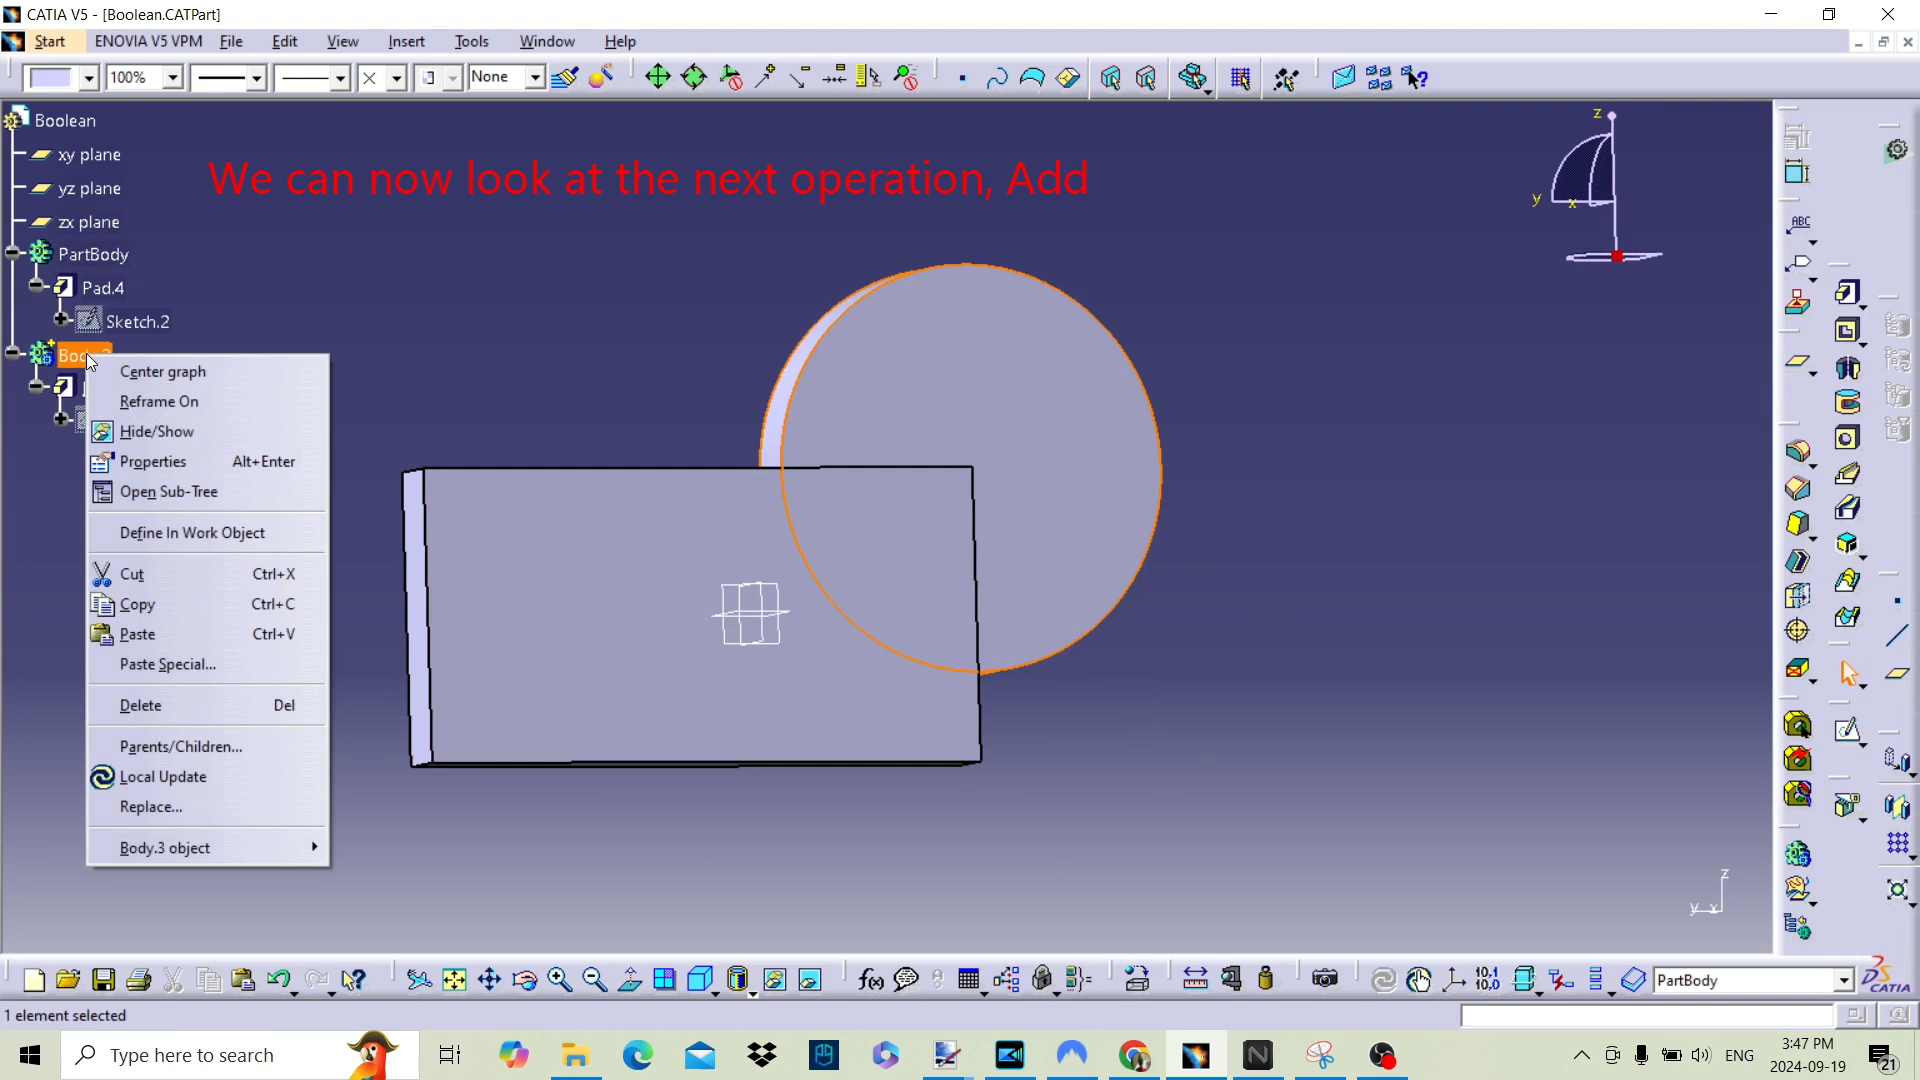 CATIA V5 - [Boolean.CATPart]
Start ENOVIA V5 VPM File Edit View Insert Tools Window Help
100% None
Boolean
xy plane
yz plane
zx plane
PartBody
Pad.4
Sketch.2
We can now look at the next operation, Add
z
y
x
ABC
Center graph
Reframe On
Hide/Show
Properties Alt+Enter
Open Sub-Tree
Define In Work Object
Cut Ctrl+X
Copy Ctrl+C
Paste Ctrl+V
Paste Special...
Delete Del
Parents/Children...
Local Update
Replace...
Body.3 object
z
y x
PartBody
CATIA
1 element selected
Type here to search
ENG
3:47 PM
2024-09-19
21